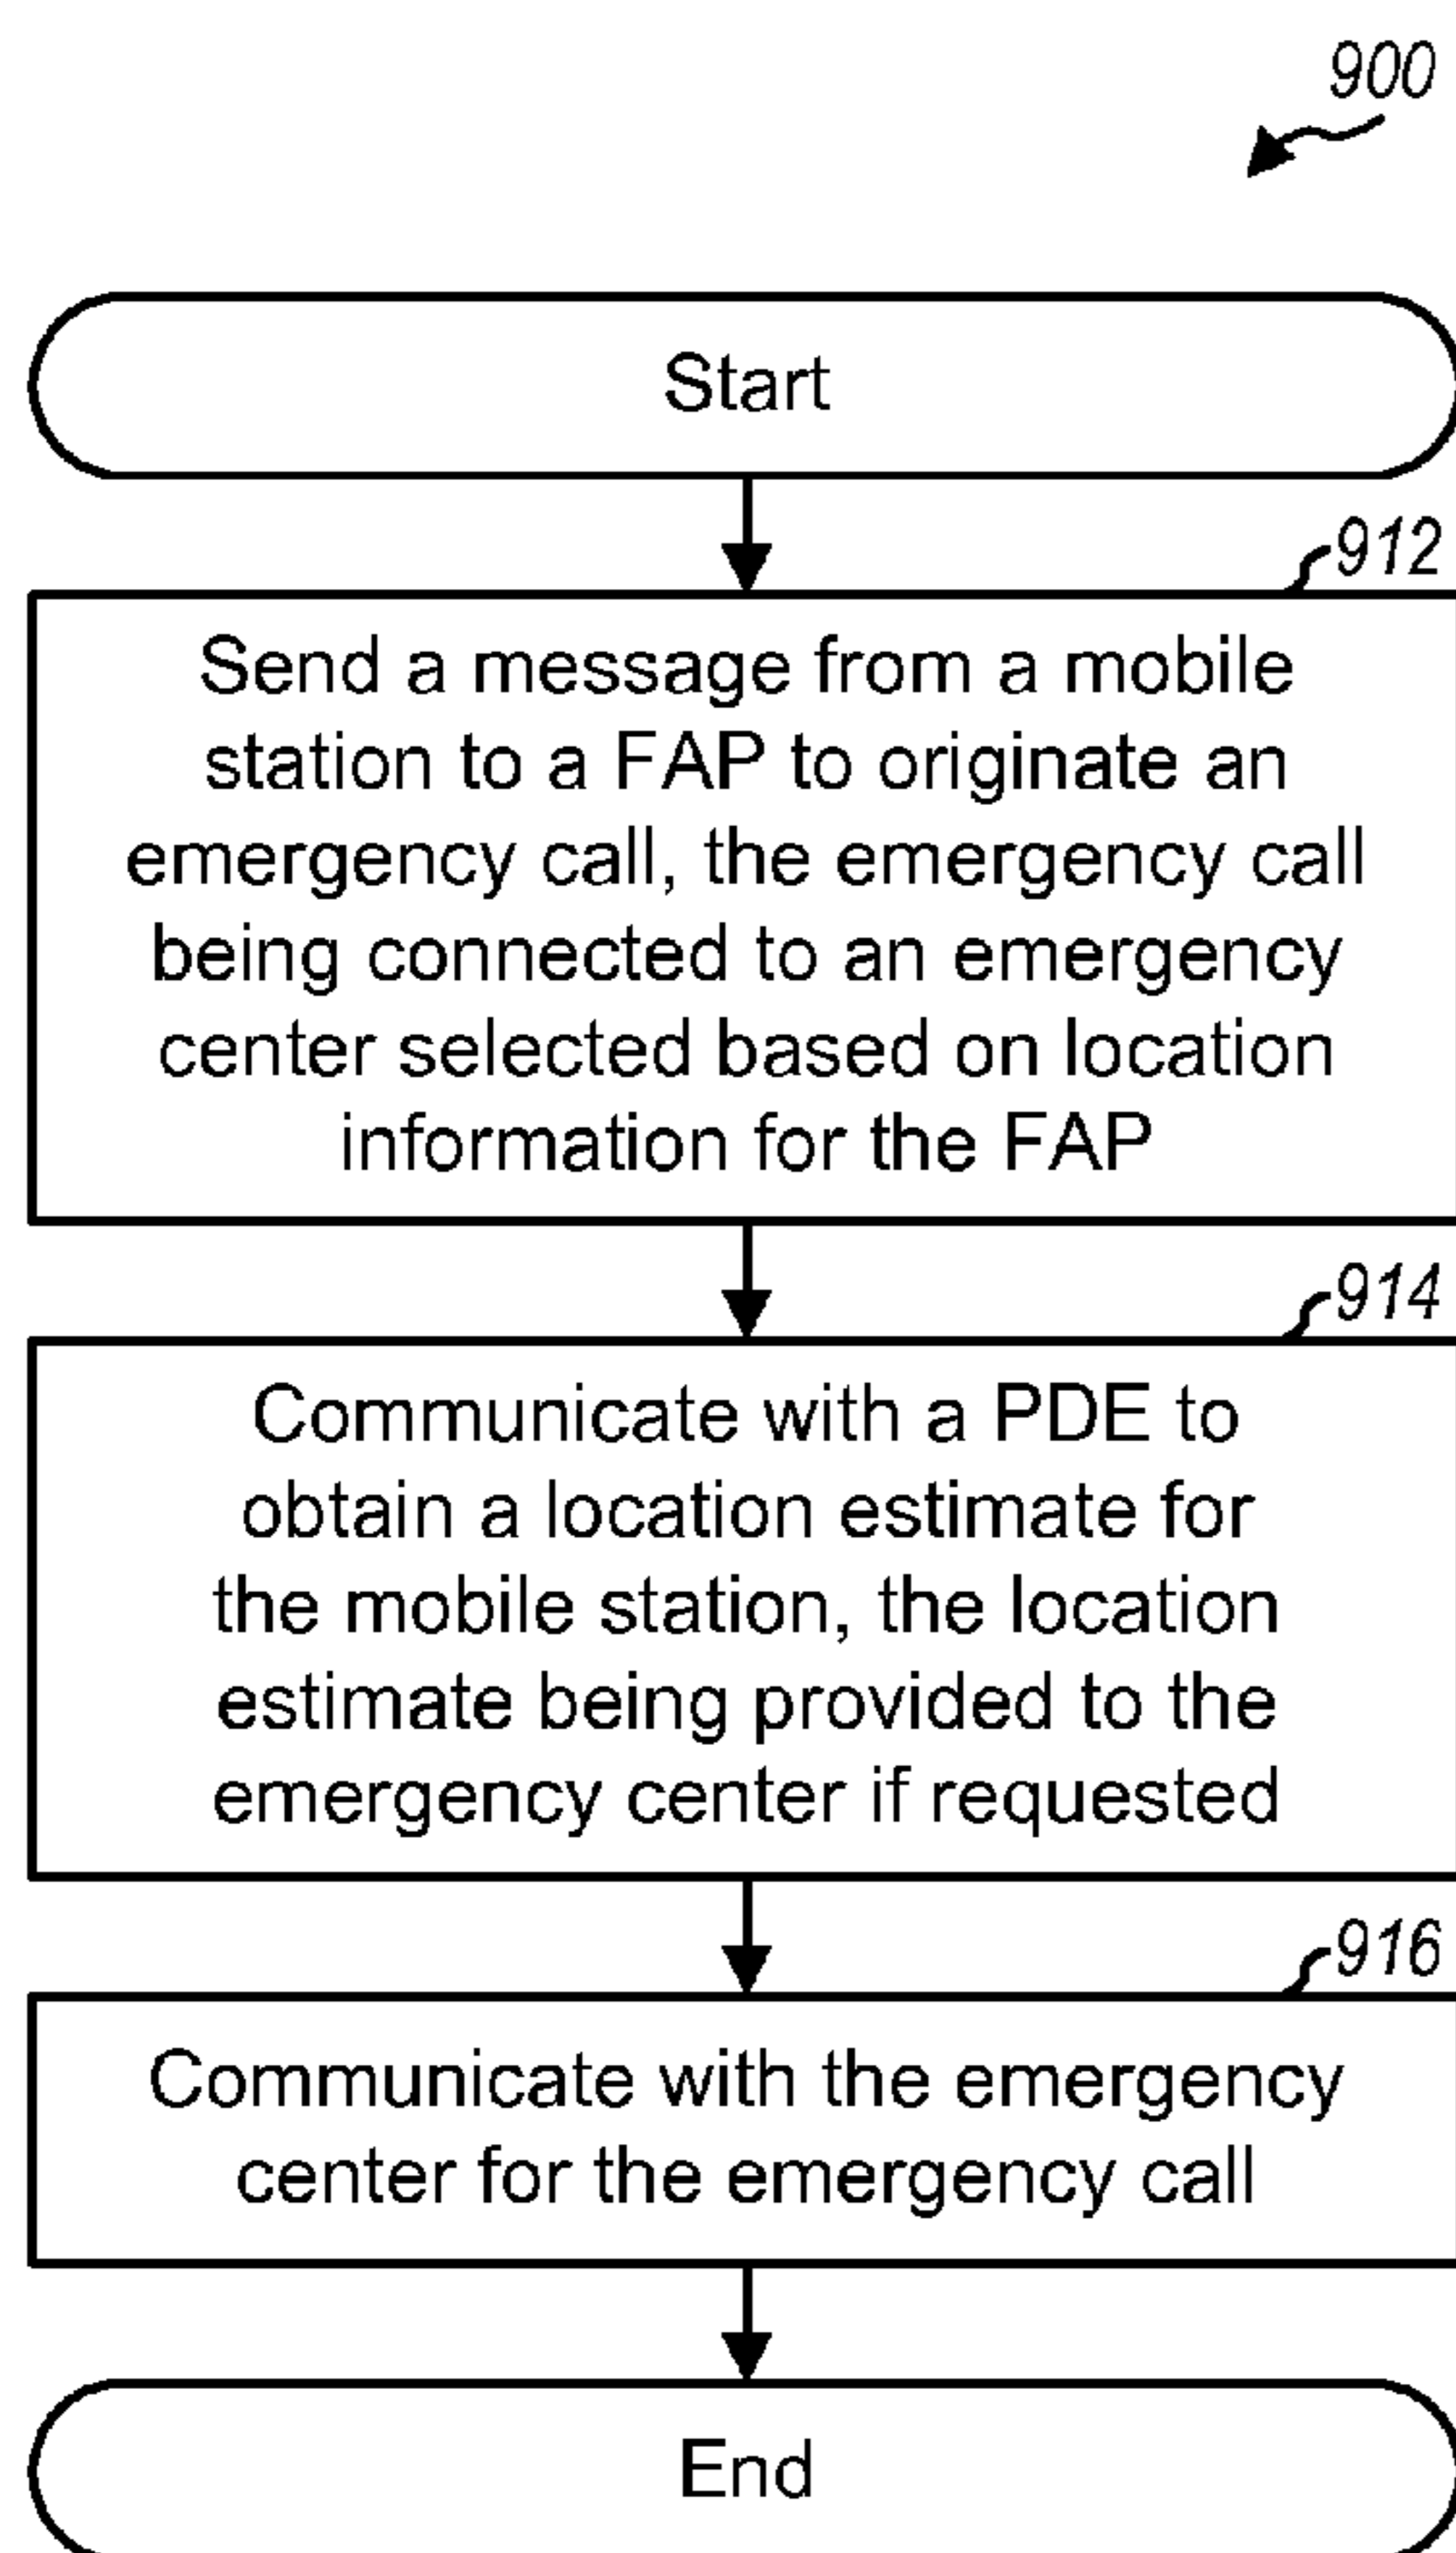 900
Start
912
Send a message from a mobile
station to a FAP to originate an
emergency call, the emergency call
being connected to an emergency
center selected based on location
information for the FAP
914
Communicate with a PDE to
obtain a location estimate for
the mobile station, the location
estimate being provided to the
emergency center if requested
916
Communicate with the emergency
center for the emergency call
End